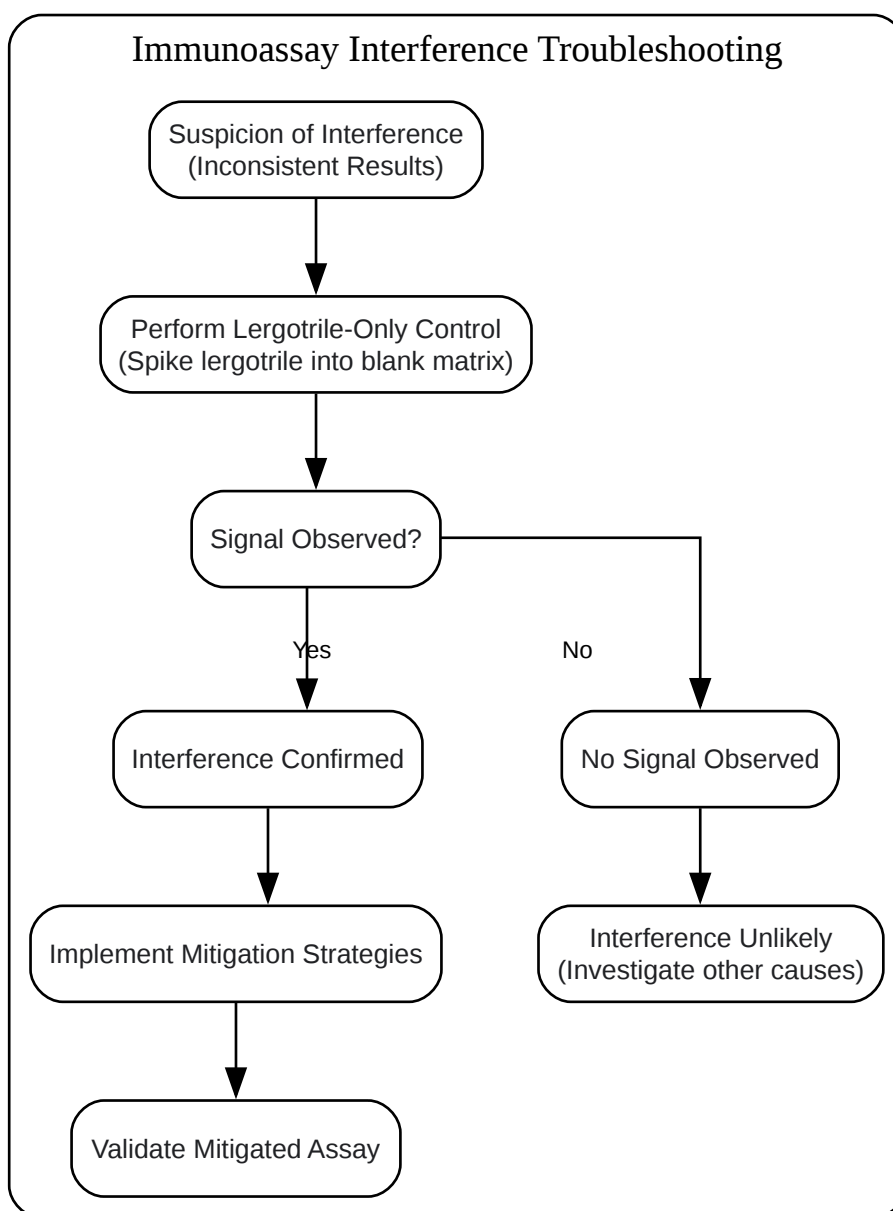 Immunoassay Interference Troubleshooting
Suspicion of Interference
(Inconsistent Results)
Perform Lergotrile-Only Control
(Spike lergotrile into blank matrix)
Signal Observed?
Yes
No
Interference Confirmed
No Signal Observed
Implement Mitigation Strategies
Interference Unlikely
(Investigate other causes)
Validate Mitigated Assay